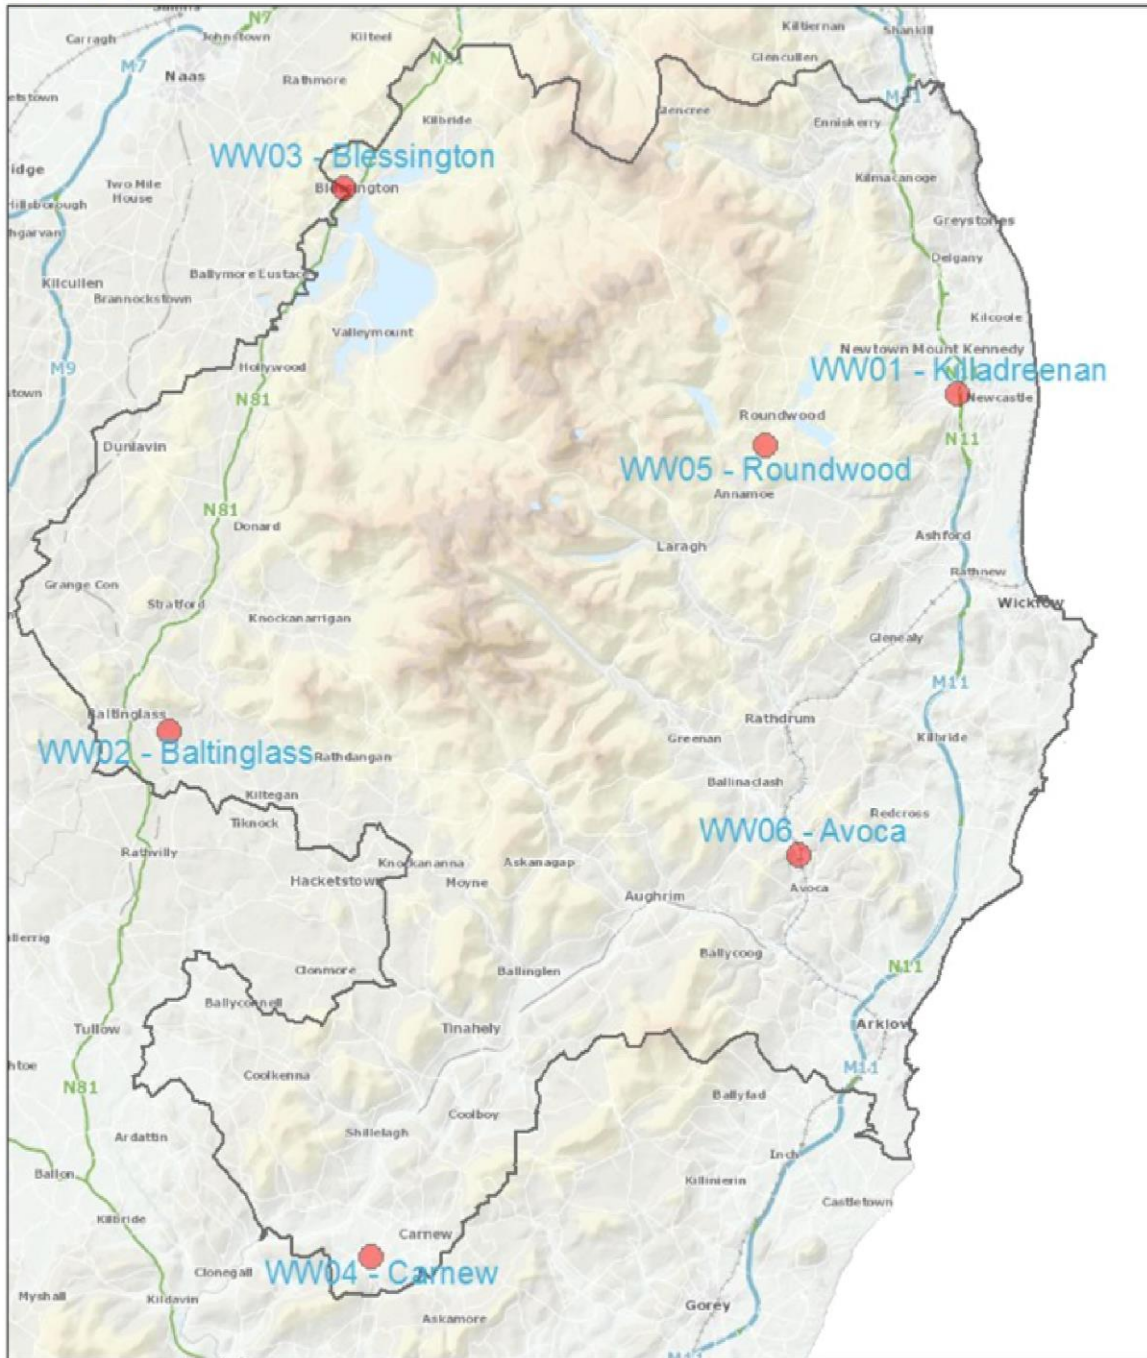 N7
Johnstown
Kilteel
Kilternan
Shankill
Carragh
M7
Naas
Rathmore
N81
Glencullen
Glencree
M11
Kilbride
Enniskerry
WW03 - Blessington
Blessington
Two Mile
House
Kilmacanoge
Greystones
Delgany
Kilcullen
Ballymore Eustace
Brannockstown
Valleymount
Kilcoole
Newtown Mount Kennedy
M9
Hollywood
WW01 - Killadreenan
Newcastle
N81
Roundwood
N11
Dunlavin
WW05 - Roundwood
Annamoe
N81
Donard
Laragh
Ashford
Rathnew
Grange Con
Stratford
Knockanarrigan
Wicklow
Glenealy
M11
Baltinglass
Rathdrum
WW02 - Baltinglass
Rathdangan
Greenan
Kilbride
Ballinaclash
Kiltegan
Tiknock
Redcross
WW06 - Avoca
Rathvilly
Knockananna
Askanagap
Hacketstown
Moyne
Avoca
Aughrim
Ballycoog
N11
Clonmore
Ballinglen
Ballyconnell
Tullow
Tinahely
Arklow
Coolkenna
M11
N81
Ballyfad
Coolboy
Ardattin
Shillelagh
Inch
Ballon
Killinierin
Castletown
Kilbride
Carnew
Clonegall
WW04 - Carnew
Myshall
Kildavin
Askamore
Gorey
M11